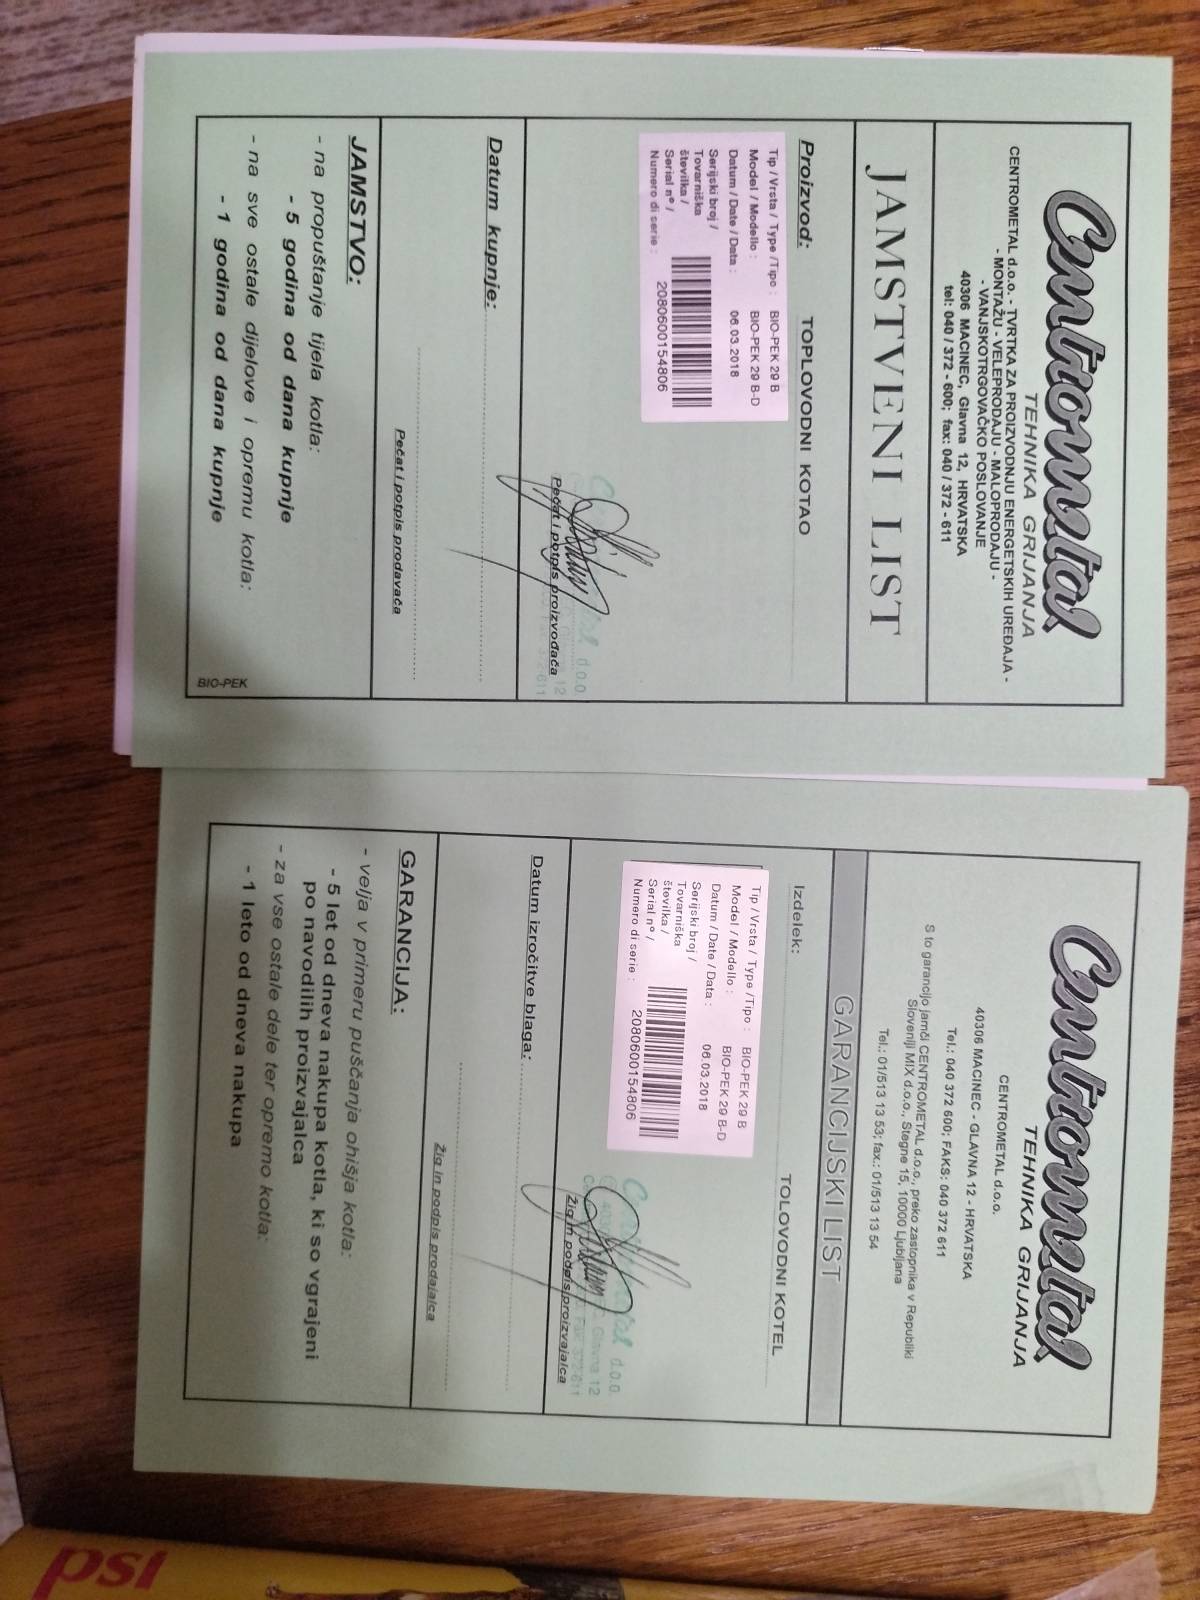 Centrometal
TEHNIKA GRIJANJA
CENTROMETAL d.o.o. - TVRTKA ZA PROIZVODNJU ENERGETSKIH UREĐAJA -
- MONTAŽU - VELEPRODAJU - MALOPRODAJU -
- VANJSKOTRGOVAČKO POSLOVANJE
40306 MACINEC, Glavna 12, HRVATSKA
tel: 040 / 372 - 600; fax: 040 / 372 - 611
JAMSTVENI LIST
Proizvod: TOPLOVODNI KOTAO
Tip / Vrsta / Type /Tipo : BIO-PEK 29 B
Model / Modello : BIO-PEK 29 B-D
Datum / Date / Data : 06.03.2018
Serijski broj /
Tovarniška
številka /
Serial nº /
Numero di serie : 2080600154806
d.o.o.
12
372-611
Pečat i potpis proizvođača
Datum kupnje:
Pečat i potpis prodavača
JAMSTVO:
- na propuštanje tijela kotla:
- 5 godina od dana kupnje
- na sve ostale dijelove i opremu kotla:
- 1 godina od dana kupnje
BIO-PEK
Centrometal
TEHNIKA GRIJANJA
CENTROMETAL d.o.o.
40306 MACINEC - GLAVNA 12 - HRVATSKA
Tel.: 040 372 600; FAKS: 040 372 611
S to garancijo jamči CENTROMETAL d.o.o., preko zastopnika v Republiki
Sloveniji MIX d.o.o., Stegne 15, 10000 Ljubljana
Tel.: 01/513 13 53; fax.: 01/513 13 54
GARANCIJSKI LIST
Izdelek: TOLOVODNI KOTEL
Tip / Vrsta / Type /Tipo : BIO-PEK 29 B
Model / Modello : BIO-PEK 29 B-D
Datum / Date / Data : 06.03.2018
Serijski broj /
Tovarniška
številka /
Serial nº /
Numero di serie : 2080600154806
d.o.o.
Glavna 12
Fax: 372-611
Žig in podpis proizvajalca
Datum izročitve blaga:
Žig in podpis prodajalca
GARANCIJA:
- velja v primeru puščanja ohišja kotla:
- 5 let od dneva nakupa kotla, ki so vgrajeni
po navodilih proizvajalca
- za vse ostale dele ter opremo kotla:
- 1 leto od dneva nakupa
psi